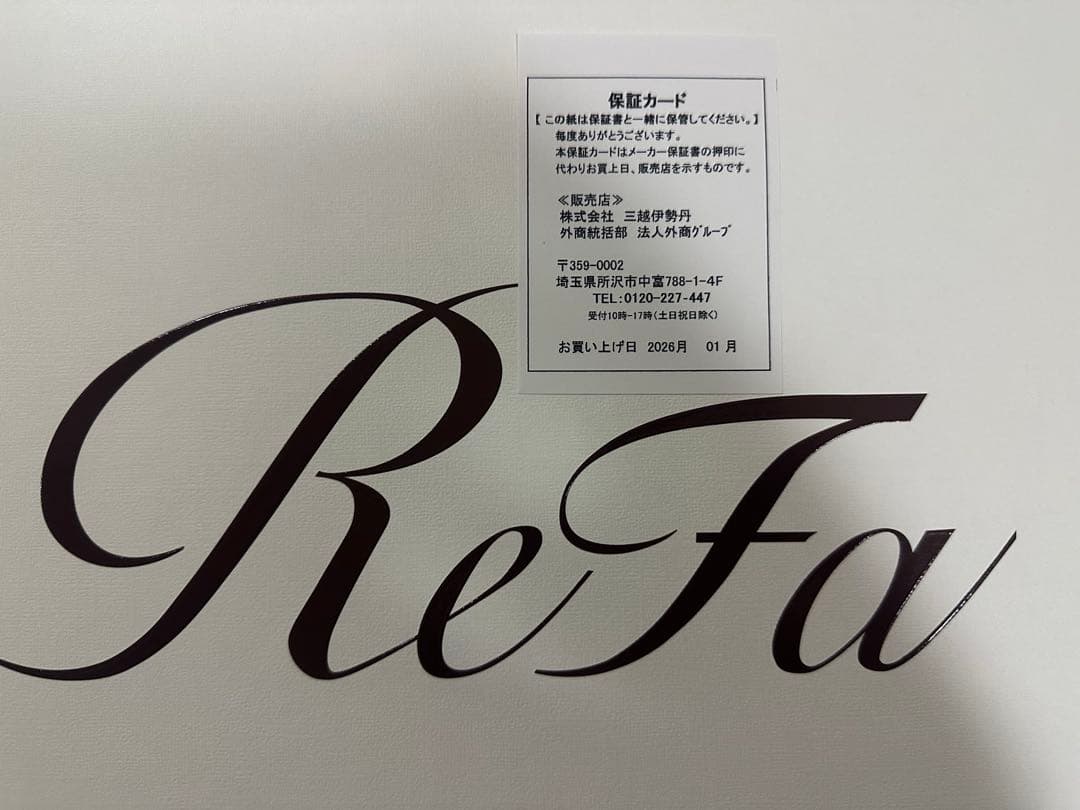 保証カード
【この紙は保証書と一緒に保管してください。】
毎度ありがとうございます。
本保証カードはメーカー保証書の押印に
代わりお買上日、販売店を示すものです。
≪販売店≫
株式会社 三越伊勢丹
外商統括部 法人外商ｸﾞﾙｰﾌﾟ
〒359-0002
埼玉県所沢市中富788-1-4F
TEL:0120-227-447
受付10時-17時(土日祝日除く)
お買い上げ日 2026月 01月
ReFa